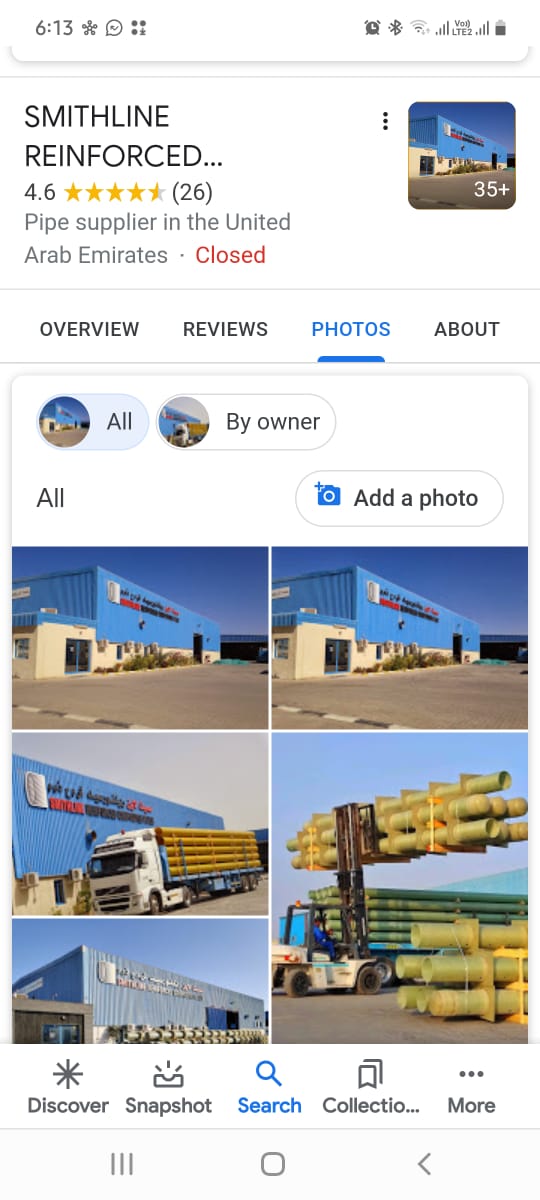 6:13
Vo)
LTE2
SMITHLINE
REINFORCED...
4.6 (26)
Pipe supplier in the United
Arab Emirates · Closed
35+
OVERVIEW REVIEWS PHOTOS ABOUT
All By owner
All Add a photo
Discover Snapshot Search Collectio... More